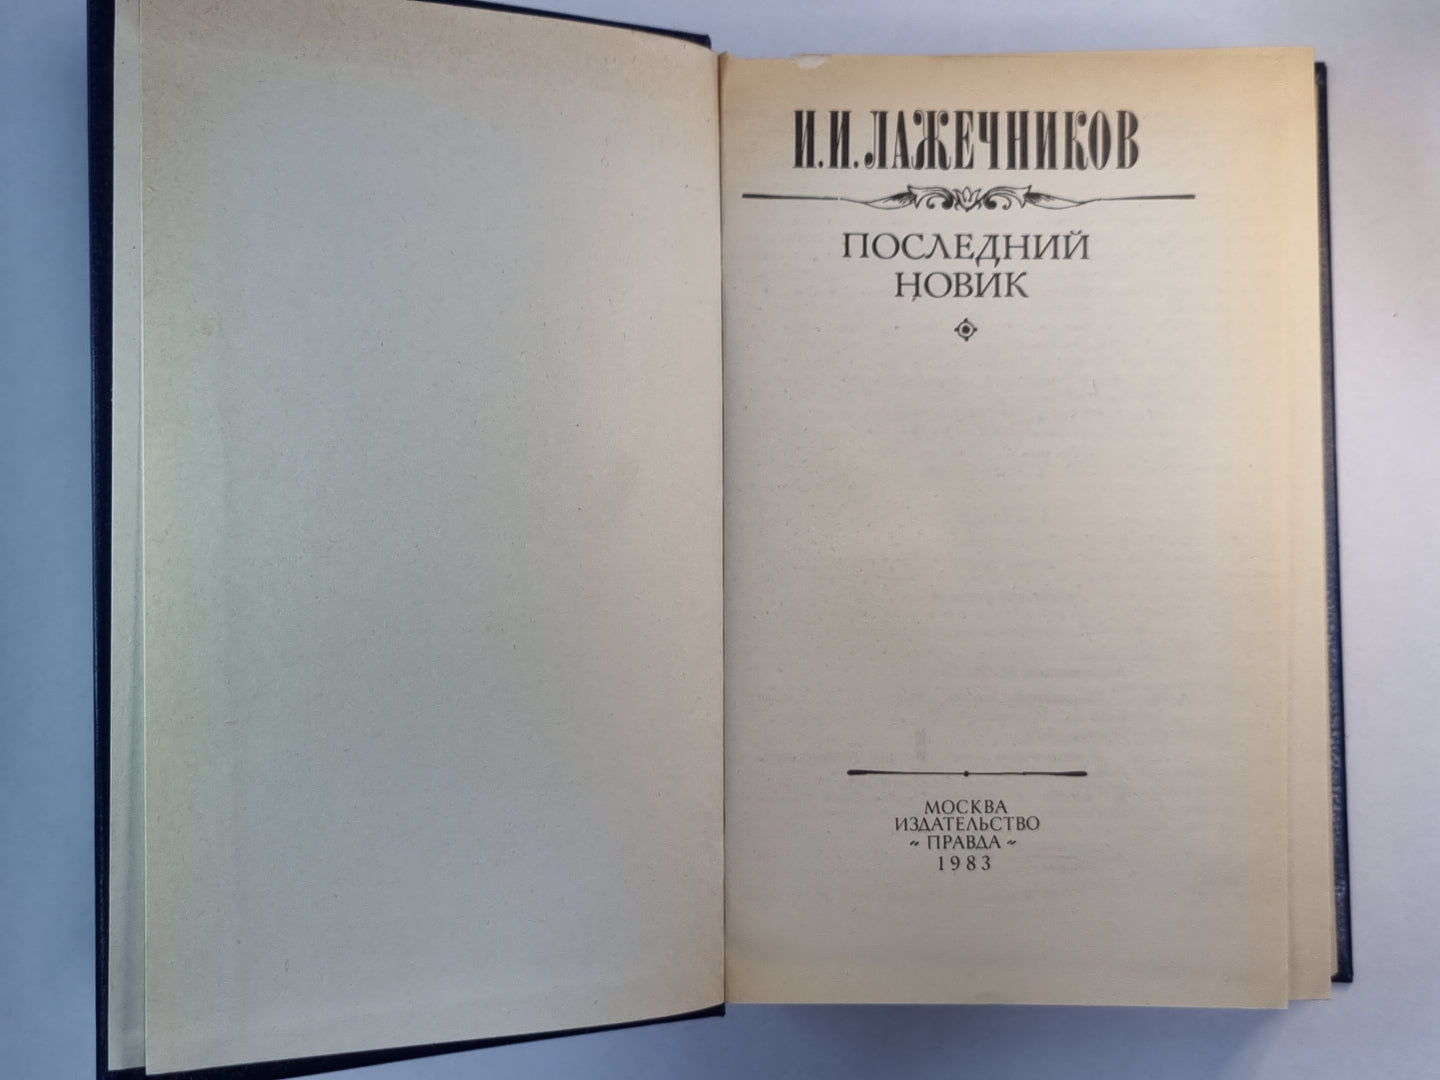 И.И.ЛАЖЕЧНИКОВ
ПОСЛЕДНИЙ
НОВИК
МОСКВА
ИЗДАТЕЛЬСТВО
„ ПРАВДА “
1983